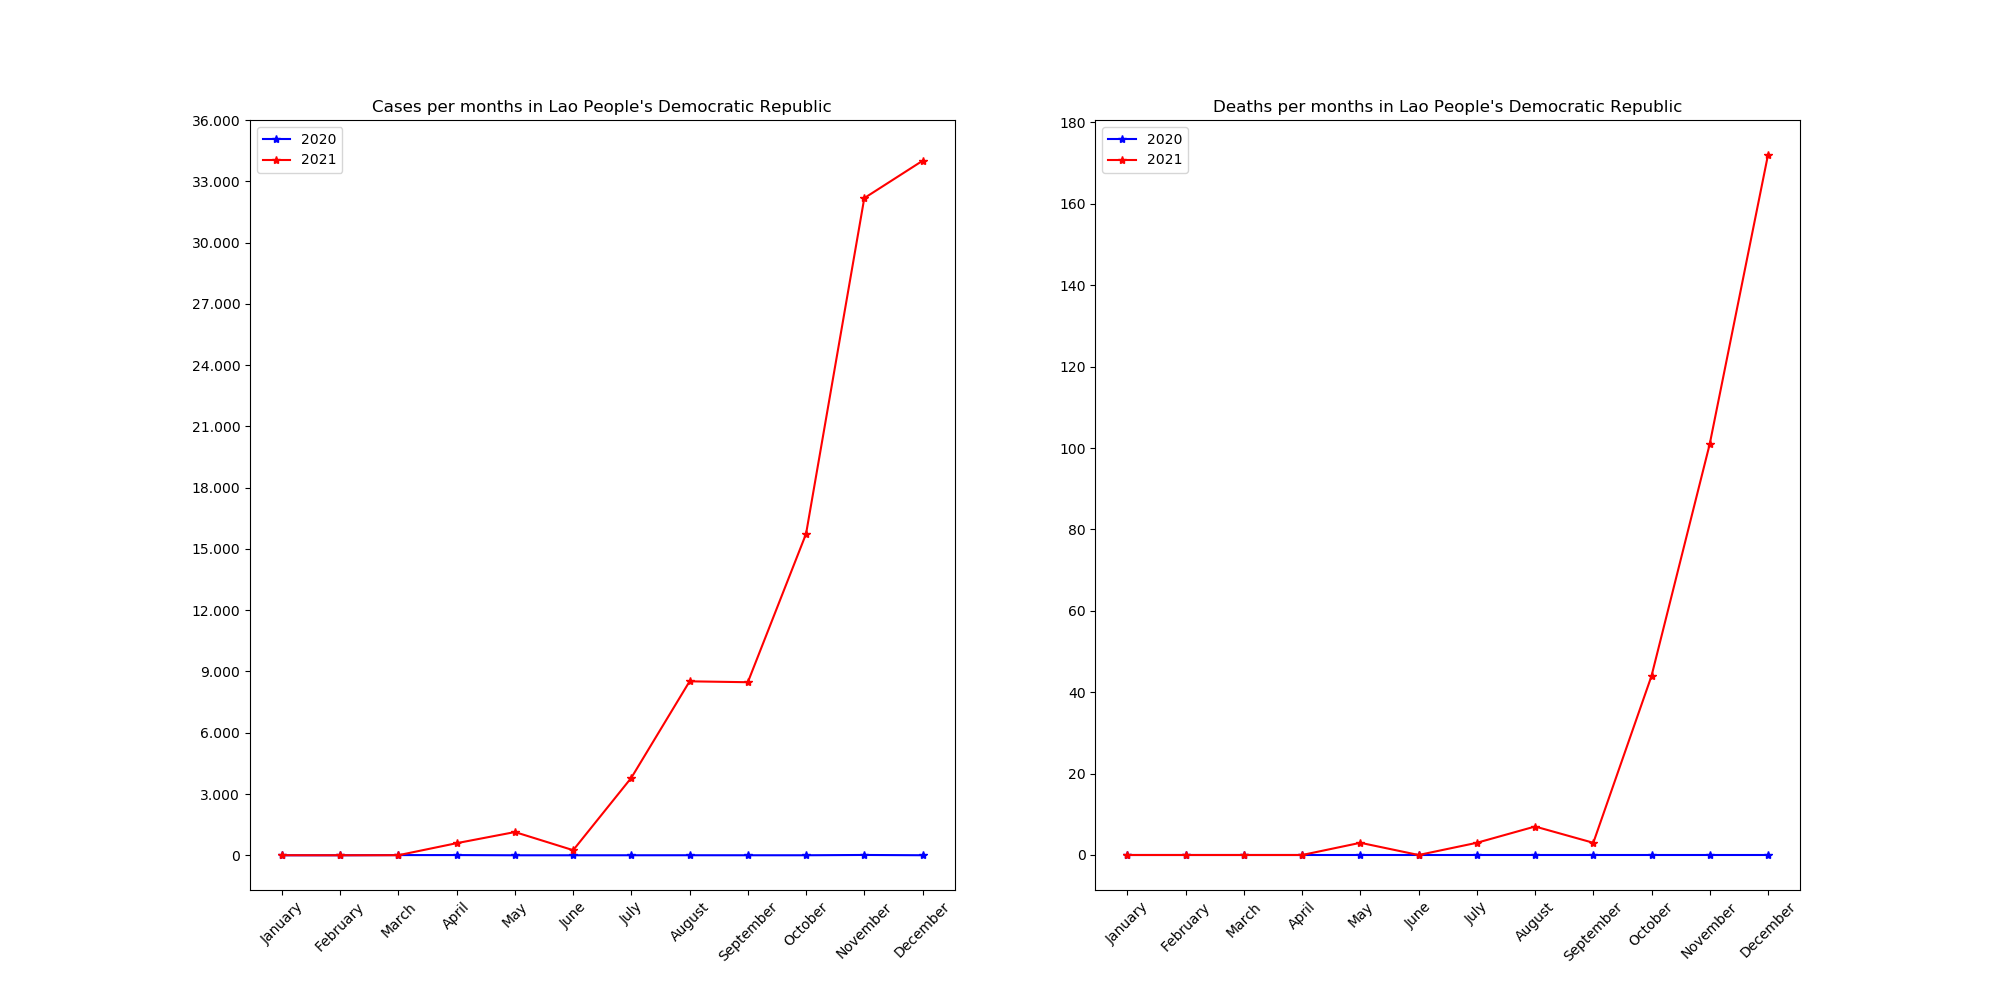 Cases per months in Lao People's Democratic Republic
2020
2021
36.000
33.000
30.000
27.000
24.000
21.000
18.000
15.000
12.000
9.000
6.000
3.000
0
January
February
March
April
May
June
July
August
September
October
November
December
Deaths per months in Lao People's Democratic Republic
2020
2021
180
160
140
120
100
80
60
40
20
0
January
February
March
April
May
June
July
August
September
October
November
December